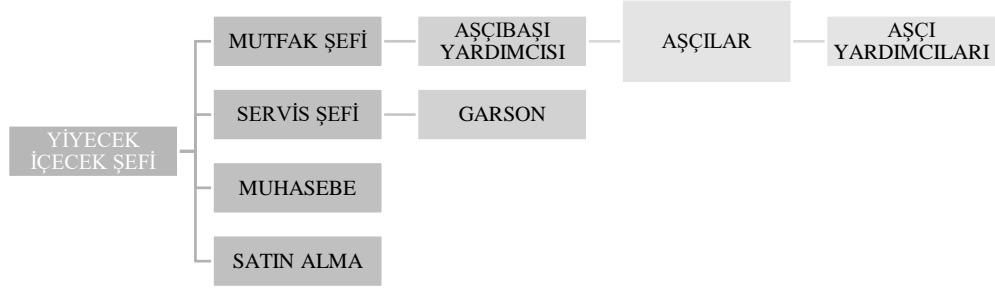 MUTFAK ŞEFİ
AŞÇIBAŞI
YARDIMCISI
AŞÇILAR
AŞÇI
YARDIMCILARI
SERVİS ŞEFİ
GARSON
YİYECEK
İÇECEK ŞEFİ
MUHASEBE
SATIN ALMA